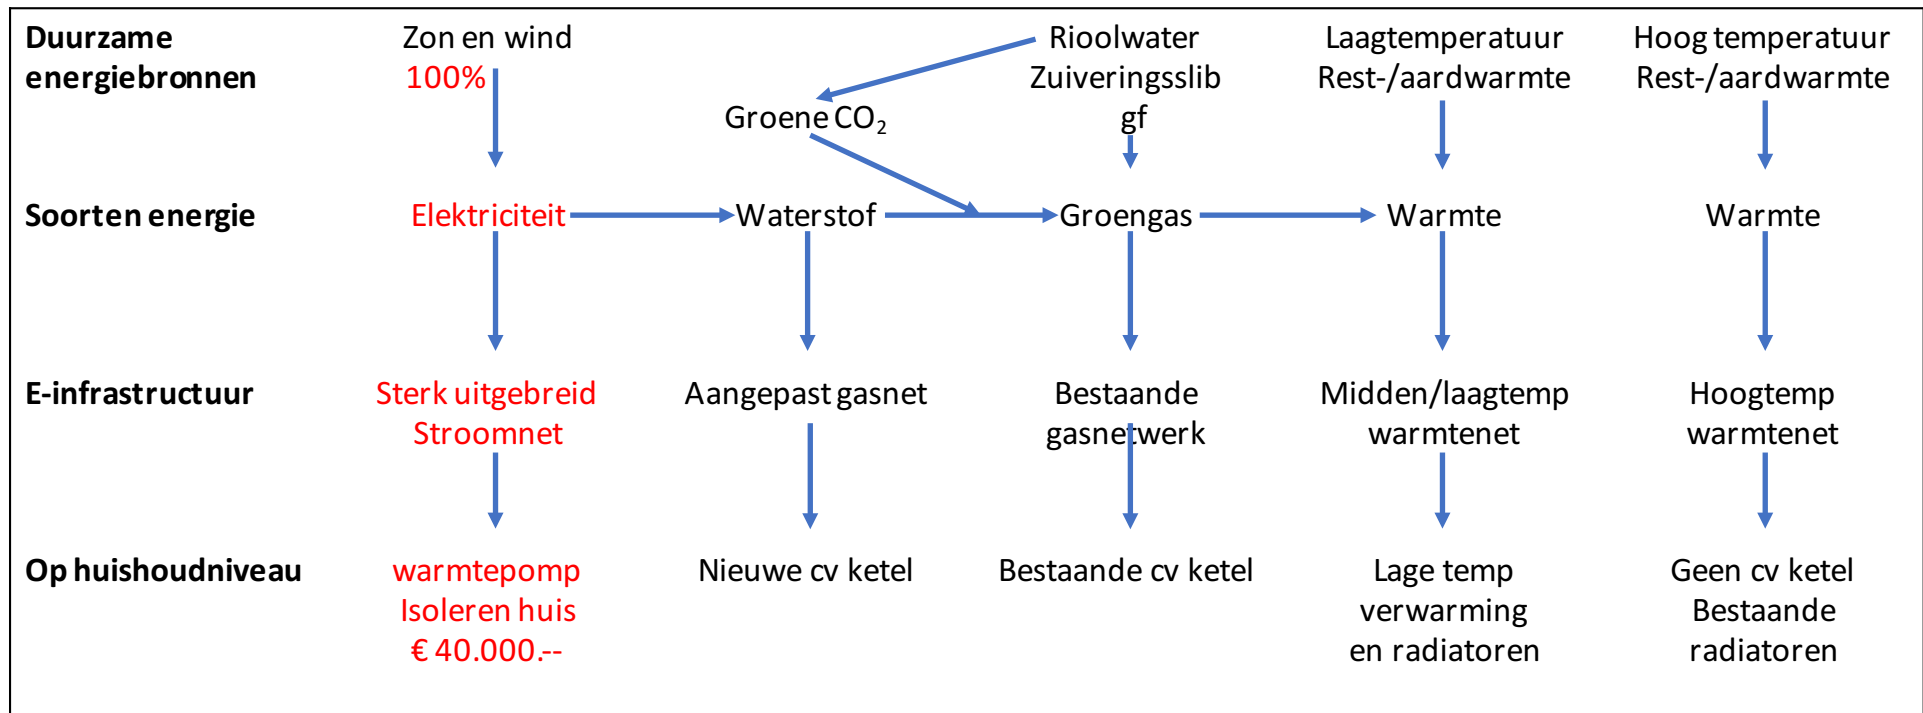 Duurzame
energiebronnen
Zon en wind
100%
Groene CO₂
Rioolwater
Zuiveringsslib
gf
Laagtemperatuur
Rest-/aardwarmte
Hoog temperatuur
Rest-/aardwarmte
Soorten energie
Elektriciteit
Waterstof
Groengas
Warmte
Warmte
E-infrastructuur
Sterk uitgebreid
Stroomnet
Aangepast gasnet
Bestaande
gasnetwerk
Midden/laagtemp
warmtenet
Hoogtemp
warmtenet
Op huishoudniveau
warmtepomp
Isoleren huis
€ 40.000.--
Nieuwe cv ketel
Bestaande cv ketel
Lage temp
verwarming
en radiatoren
Geen cv ketel
Bestaande
radiatoren